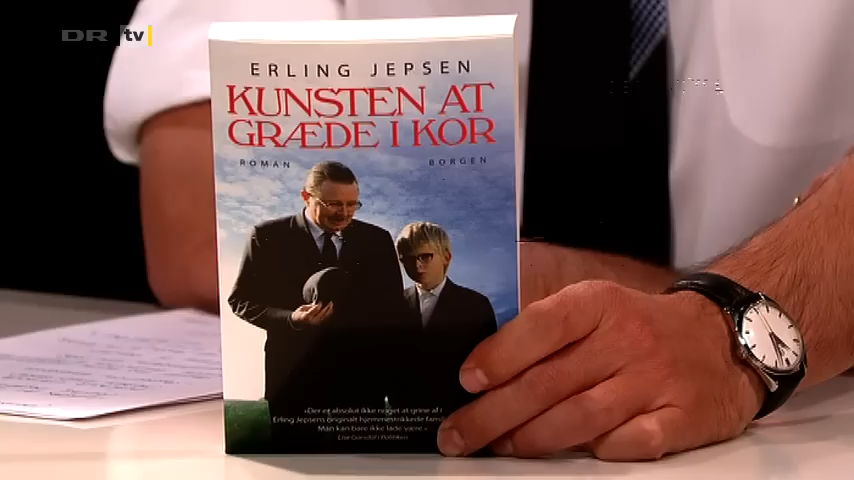 DR tv
ERLING JEPSEN
KUNSTEN AT
GRÆDE I KOR
ROMAN BORGEN
»Der er absolut ikke noget at grine af i
Erling Jepsens originalt hjemmestrikkede
Man kan bare ikke lade være.«